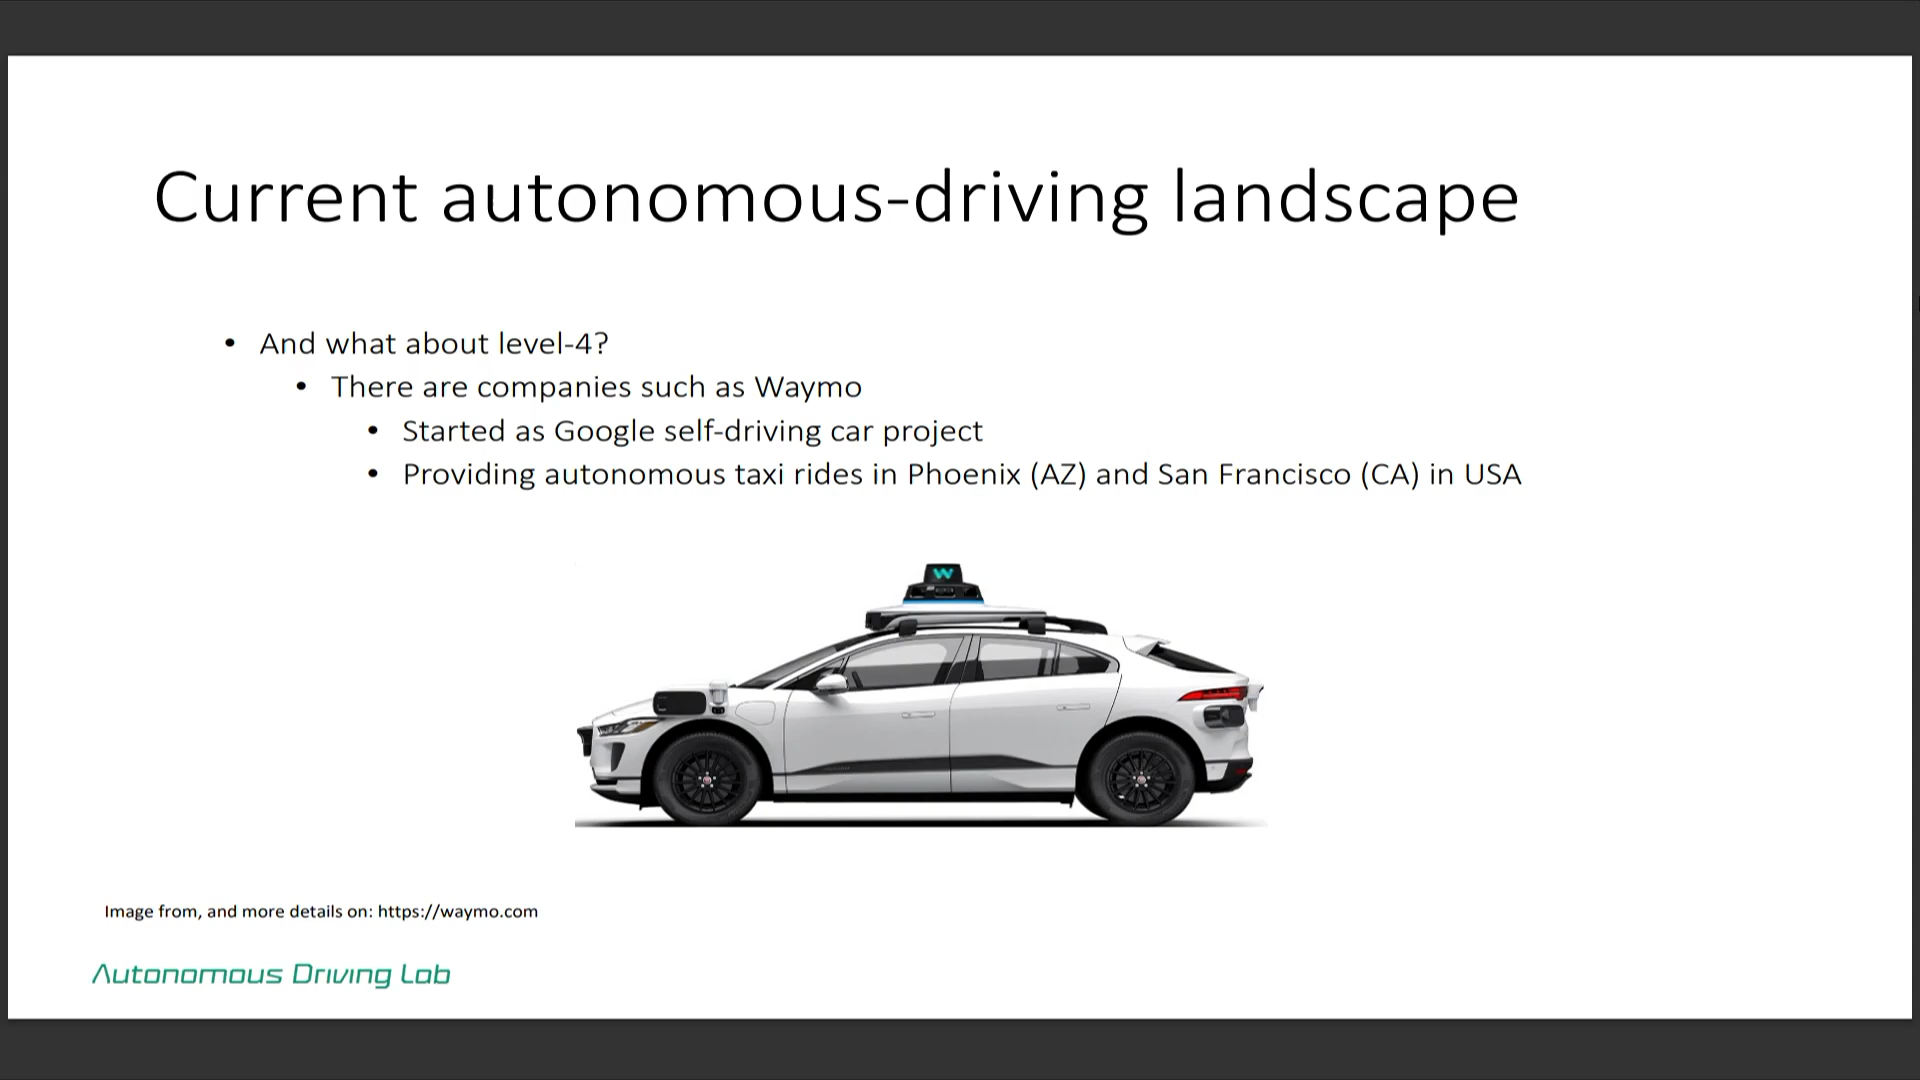 Current autonomous-driving landscape
• And what about level-4?
• There are companies such as Waymo
• Started as Google self-driving car project
• Providing autonomous taxi rides in Phoenix (AZ) and San Francisco (CA) in USA
W
Image from, and more details on: https://waymo.com
Autonomous Driving Lab